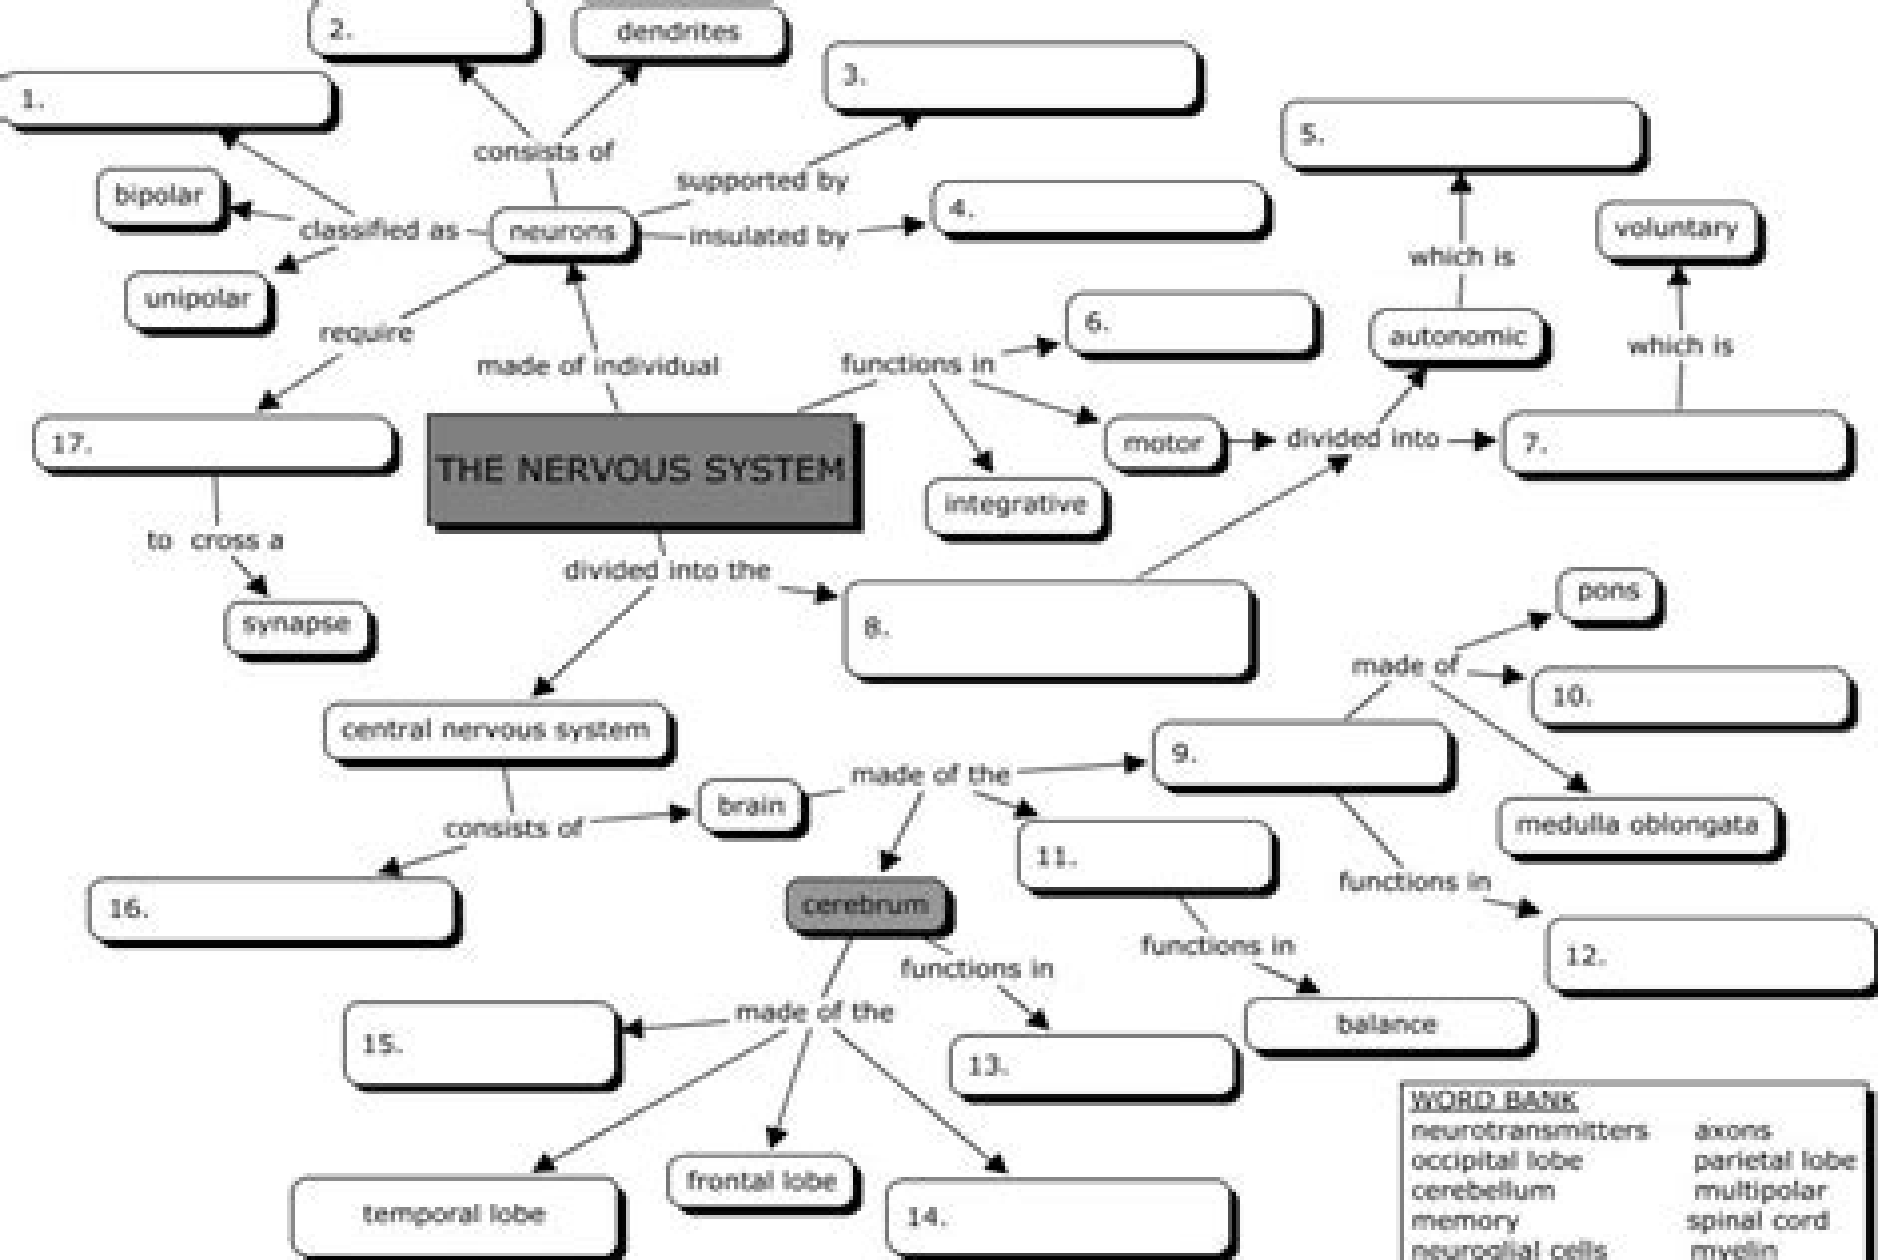 2.
dendrites
3.
1.
5.
consists of
supported by
bipolar
4.
voluntary
classified as
neurons
insulated by
which is
unipolar
6.
require
autonomic
which is
made of individual
functions in
17.
motor
divided into
7.
THE NERVOUS SYSTEM
integrative
to cross a
divided into the
pons
synapse
8.
made of
10.
central nervous system
9.
made of the
brain
medulla oblongata
consists of
11.
functions in
16.
cerebrum
functions in
12.
functions in
made of the
balance
15.
13.
WORD BANK
neurotransmitters axons
occipital lobe parietal lobe
cerebellum multipolar
memory spinal cord
neuroglial cells myelin
frontal lobe
temporal lobe
14.